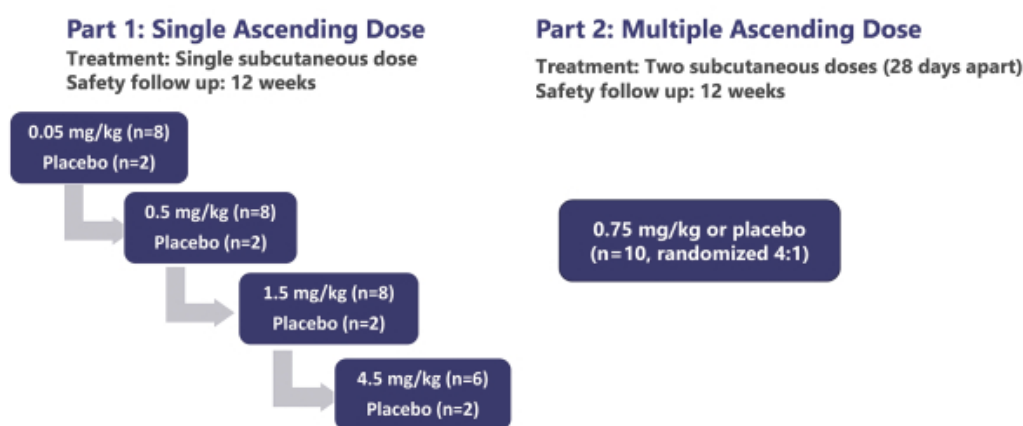 Part 1: Single Ascending Dose
Treatment: Single subcutaneous dose
Safety follow up: 12 weeks
0.05 mg/kg (n=8)
Placebo (n=2)
0.5 mg/kg (n=8)
Placebo (n=2)
1.5 mg/kg (n=8)
Placebo (n=2)
4.5 mg/kg (n=6)
Placebo (n=2)
Part 2: Multiple Ascending Dose
Treatment: Two subcutaneous doses (28 days apart)
Safety follow up: 12 weeks
0.75 mg/kg or placebo
(n=10, randomized 4:1)